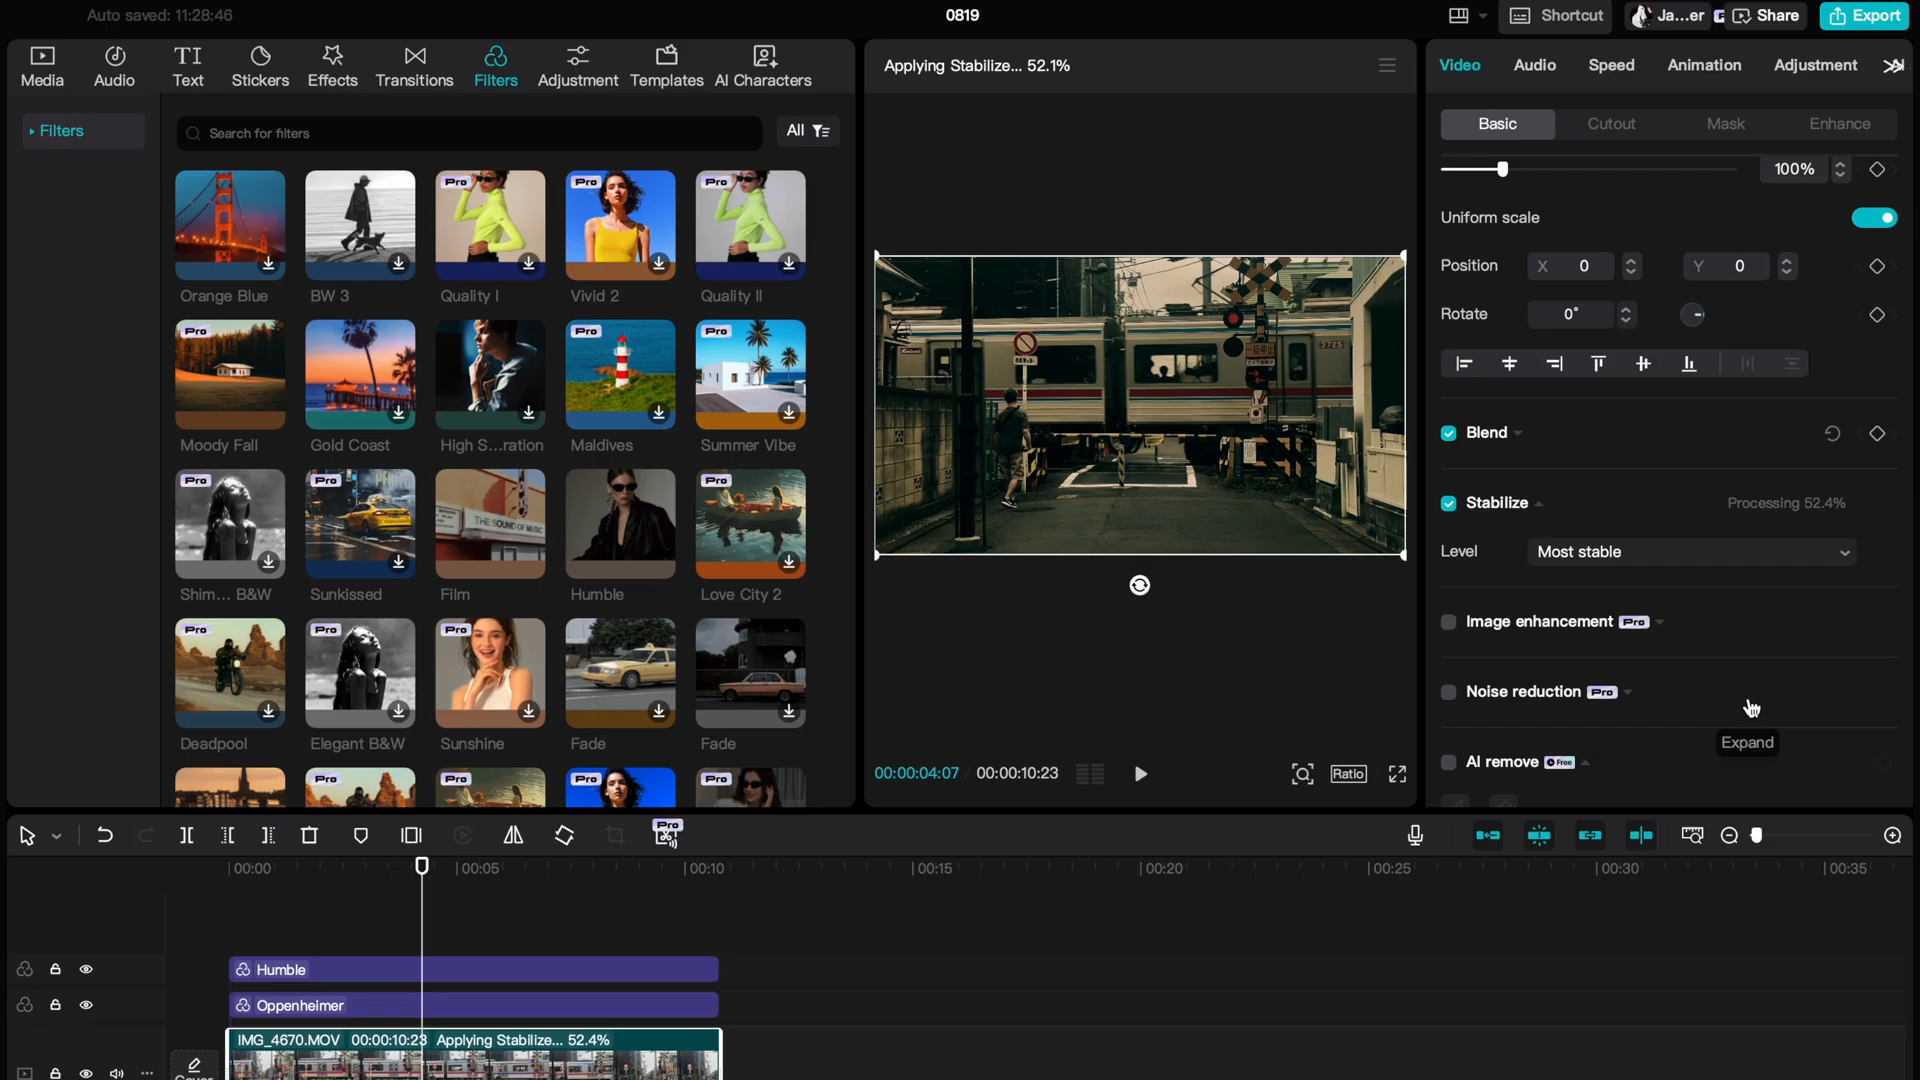 Auto saved: 11:28:46
0819
Shortcut
Ja...er
Share
Export
Media
Audio
Text
Stickers
Effects
Transitions
Filters
Adjustment
Templates
AI Characters
Filters
Search for filters
All
Orange Blue
BW 3
Pro
Quality I
Pro
Vivid 2
Pro
Quality II
Pro
Moody Fall
Gold Coast
High S...ration
Pro
Maldives
Pro
Summer Vibe
Pro
Shim... B&W
Pro
Sunkissed
THE SOUND OF MUSIC
Film
Humble
Pro
Love City 2
Pro
Deadpool
Pro
Elegant B&W
Pro
Sunshine
Fade
Fade
Pro
Pro
Pro
Pro
Applying Stabilize... 52.1%
3725
00:00:04:07
00:00:10:23
Ratio
Video
Audio
Speed
Animation
Adjustment
Basic
Cutout
Mask
Enhance
100%
Uniform scale
Position
X 0
Y 0
Rotate
0°
Blend
Stabilize
Processing 52.4%
Level
Most stable
Image enhancement Pro
Noise reduction Pro
Expand
AI remove Free
Pro
00:00
00:05
00:10
00:15
00:20
00:25
00:30
00:35
Humble
Oppenheimer
IMG_4670.MOV 00:00:10:23 Applying Stabilize... 52.4%
Cover